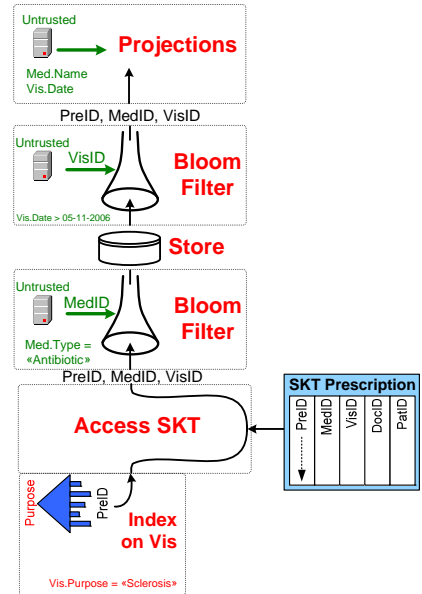 Untrusted
Projections
Med.Name
Vis.Date
PreID, MedID, VisID
Untrusted
VisID
Bloom
Filter
Vis.Date > 05-11-2006
Store
Untrusted
MedID
Bloom
Filter
Med.Type =
«Antibiotic»
PreID, MedID, VisID
SKT Prescription
PreID
MedID
VisID
DocID
PatID
Access SKT
Purpose
PreID
Index
on Vis
Vis.Purpose = «Sclerosis»